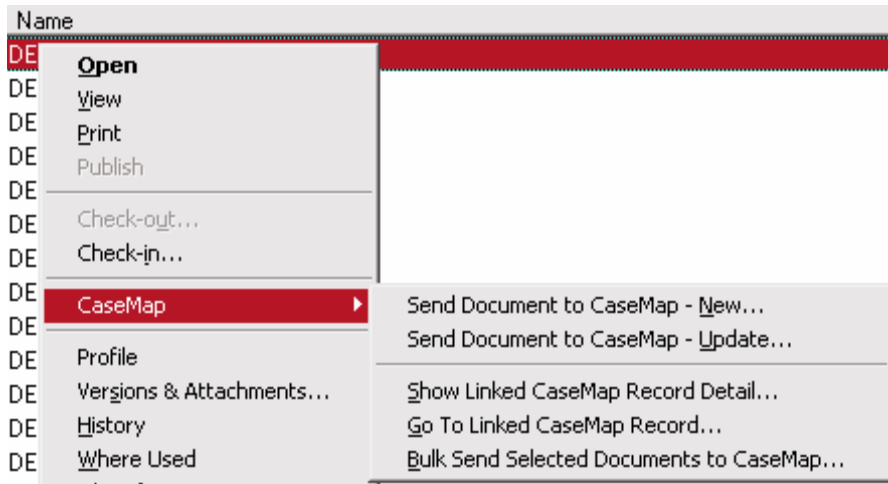 Name
DE
Open
DE
View
DE
Print
DE
Publish
DE
DE
Check-out...
DE
Check-in...
DE
CaseMap
Send Document to CaseMap - New...
DE
Send Document to CaseMap - Update...
DE
Profile
DE
Versions & Attachments...
Show Linked CaseMap Record Detail...
DE
History
Go To Linked CaseMap Record...
DE
Where Used
Bulk Send Selected Documents to CaseMap...